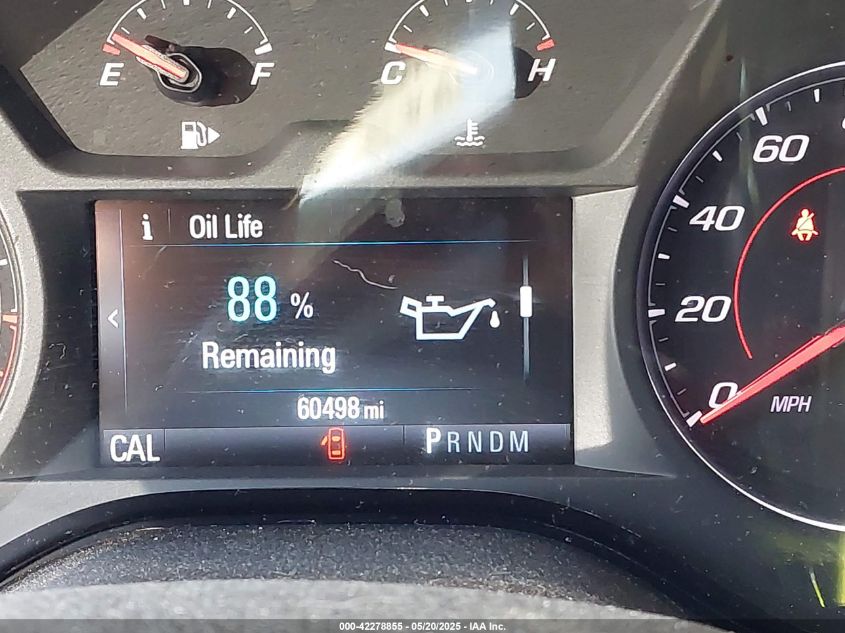 E F
C H
i Oil Life
<
88 %
Remaining
60498 mi
CAL
PRNDM
60
40
20
0
MPH
000-42278855 - 05/20/2025 - IAA Inc.